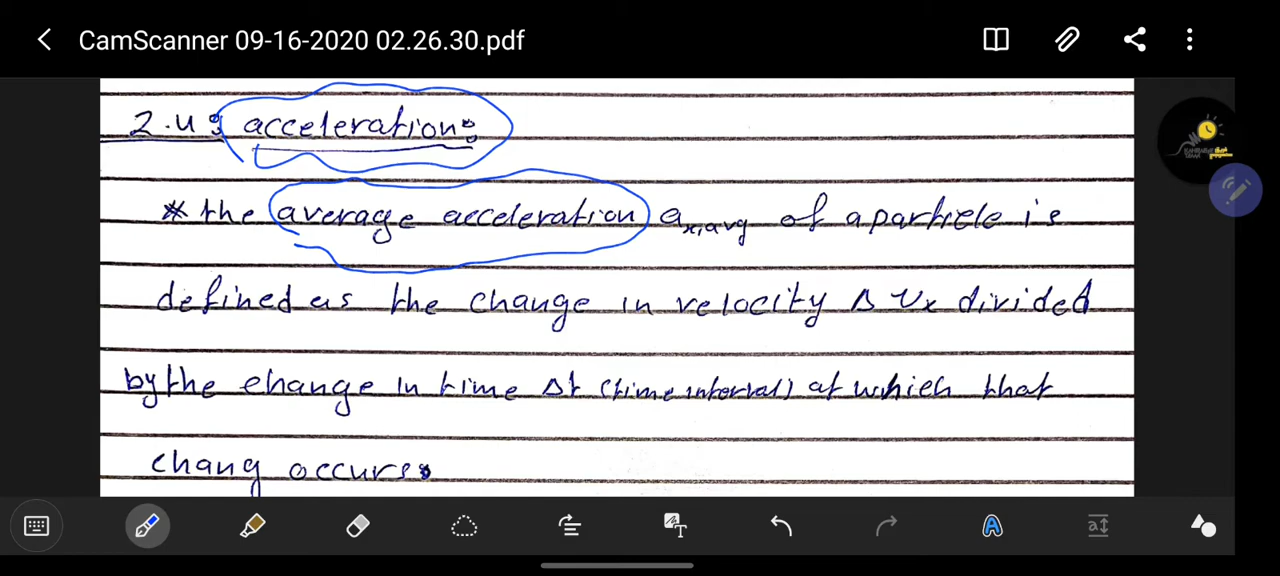 CamScanner 09-16-2020 02.26.30.pdf
2.4: acceleration:
* the average acceleration a x,avg of a particle is
defined as the change in velocity Δ Vx divided
by the change in time Δt (time interval) at which that
chang occurs: